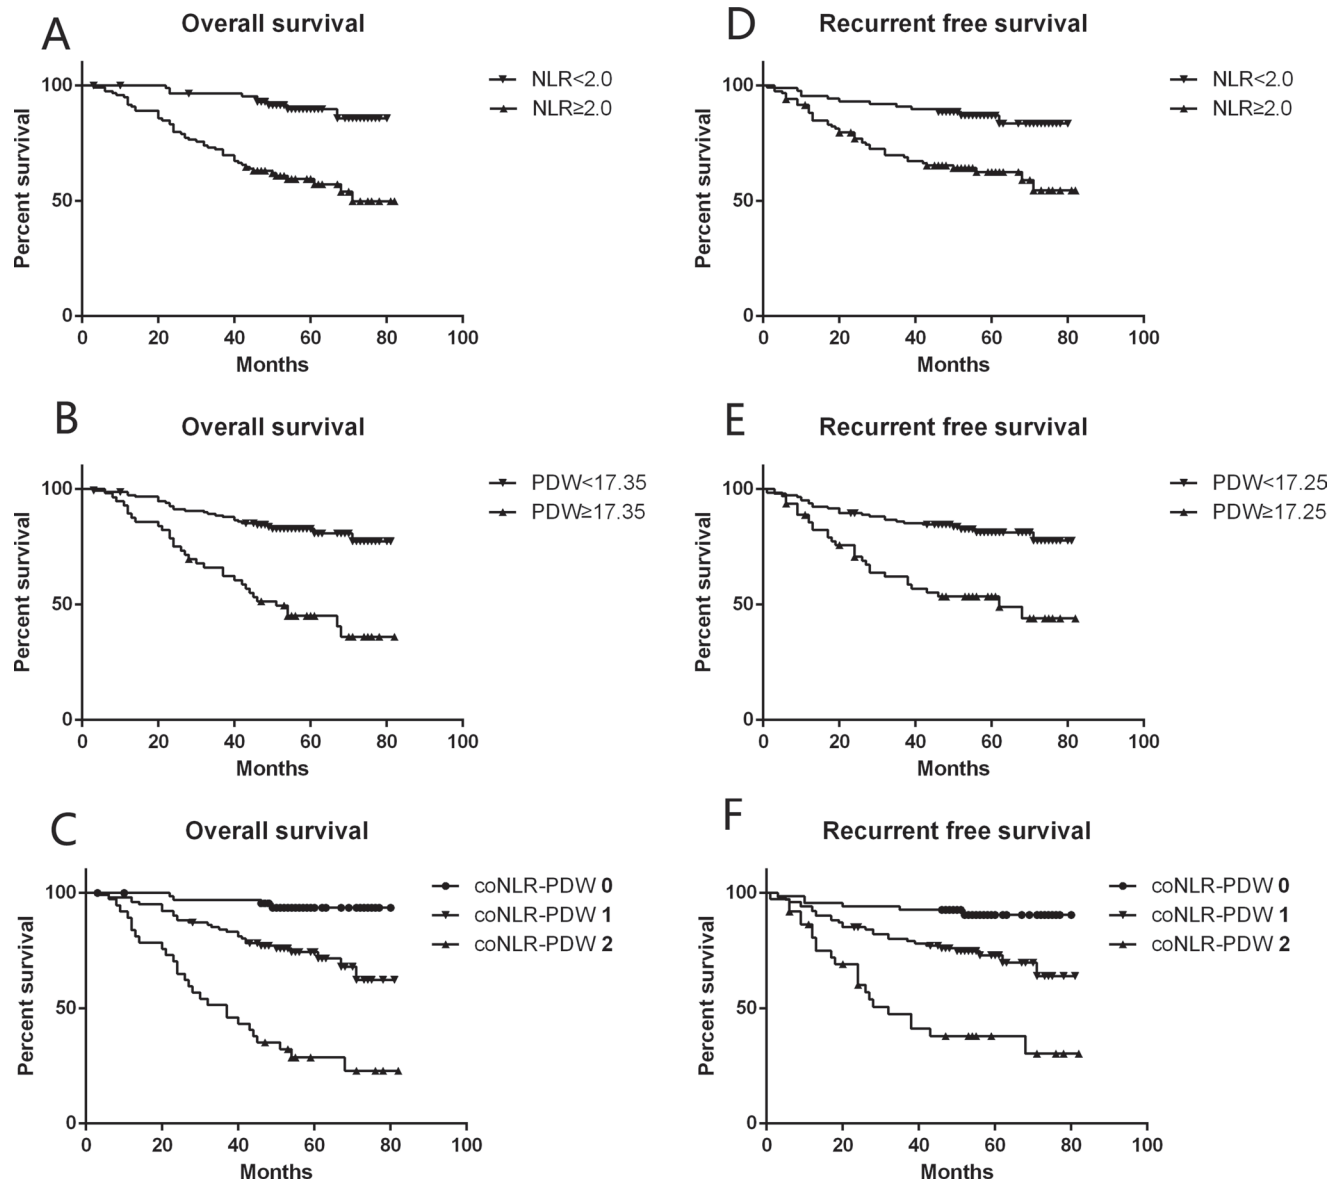 A
Overall survival
Percent survival
100
50
0
0 20 40 60 80 100
Months
NLR<2.0
NLR≥2.0
D
Recurrent free survival
Percent survival
100
50
0
0 20 40 60 80 100
Months
NLR<2.0
NLR≥2.0
B
Overall survival
Percent survival
100
50
0
0 20 40 60 80 100
Months
PDW<17.35
PDW≥17.35
E
Recurrent free survival
Percent survival
100
50
0
0 20 40 60 80 100
Months
PDW<17.25
PDW≥17.25
C
Overall survival
Percent survival
100
50
0
0 20 40 60 80 100
Months
coNLR-PDW 0
coNLR-PDW 1
coNLR-PDW 2
F
Recurrent free survival
Percent survival
100
50
0
0 20 40 60 80 100
Months
coNLR-PDW 0
coNLR-PDW 1
coNLR-PDW 2